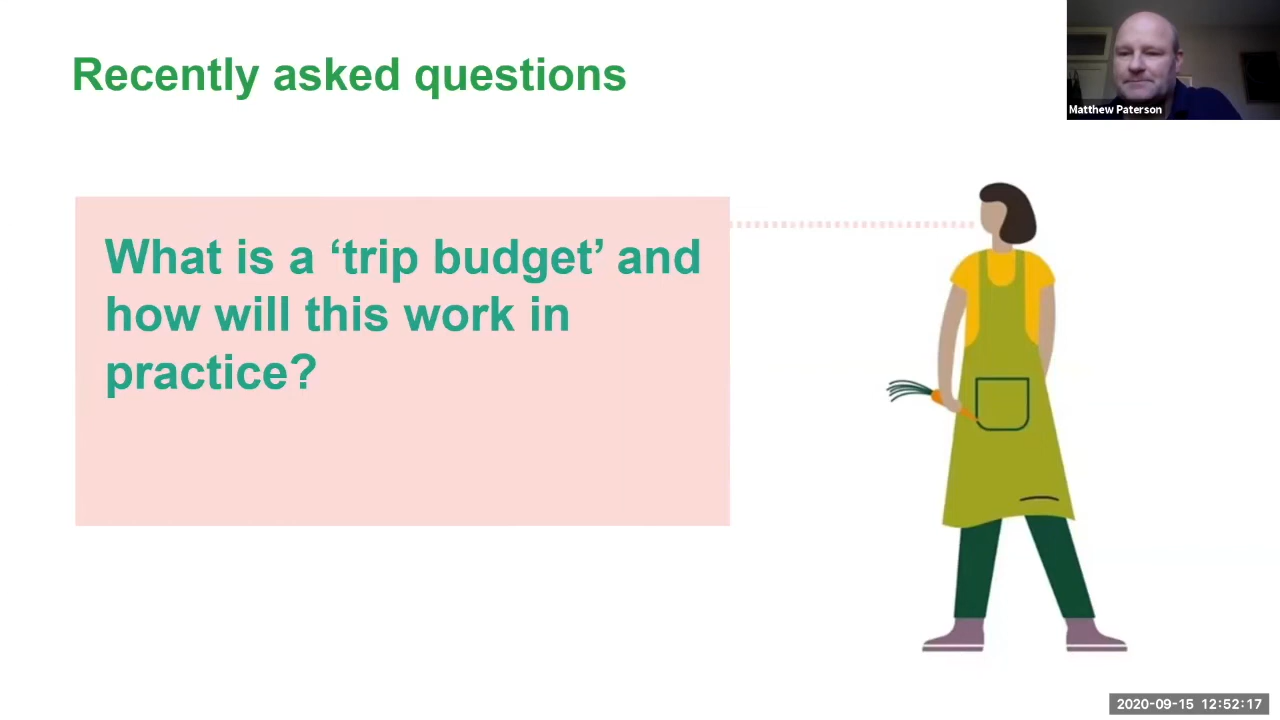 Recently asked questions
Matthew Paterson
What is a ‘trip budget’ and
how will this work in
practice?
2020-09-15 12:52:17